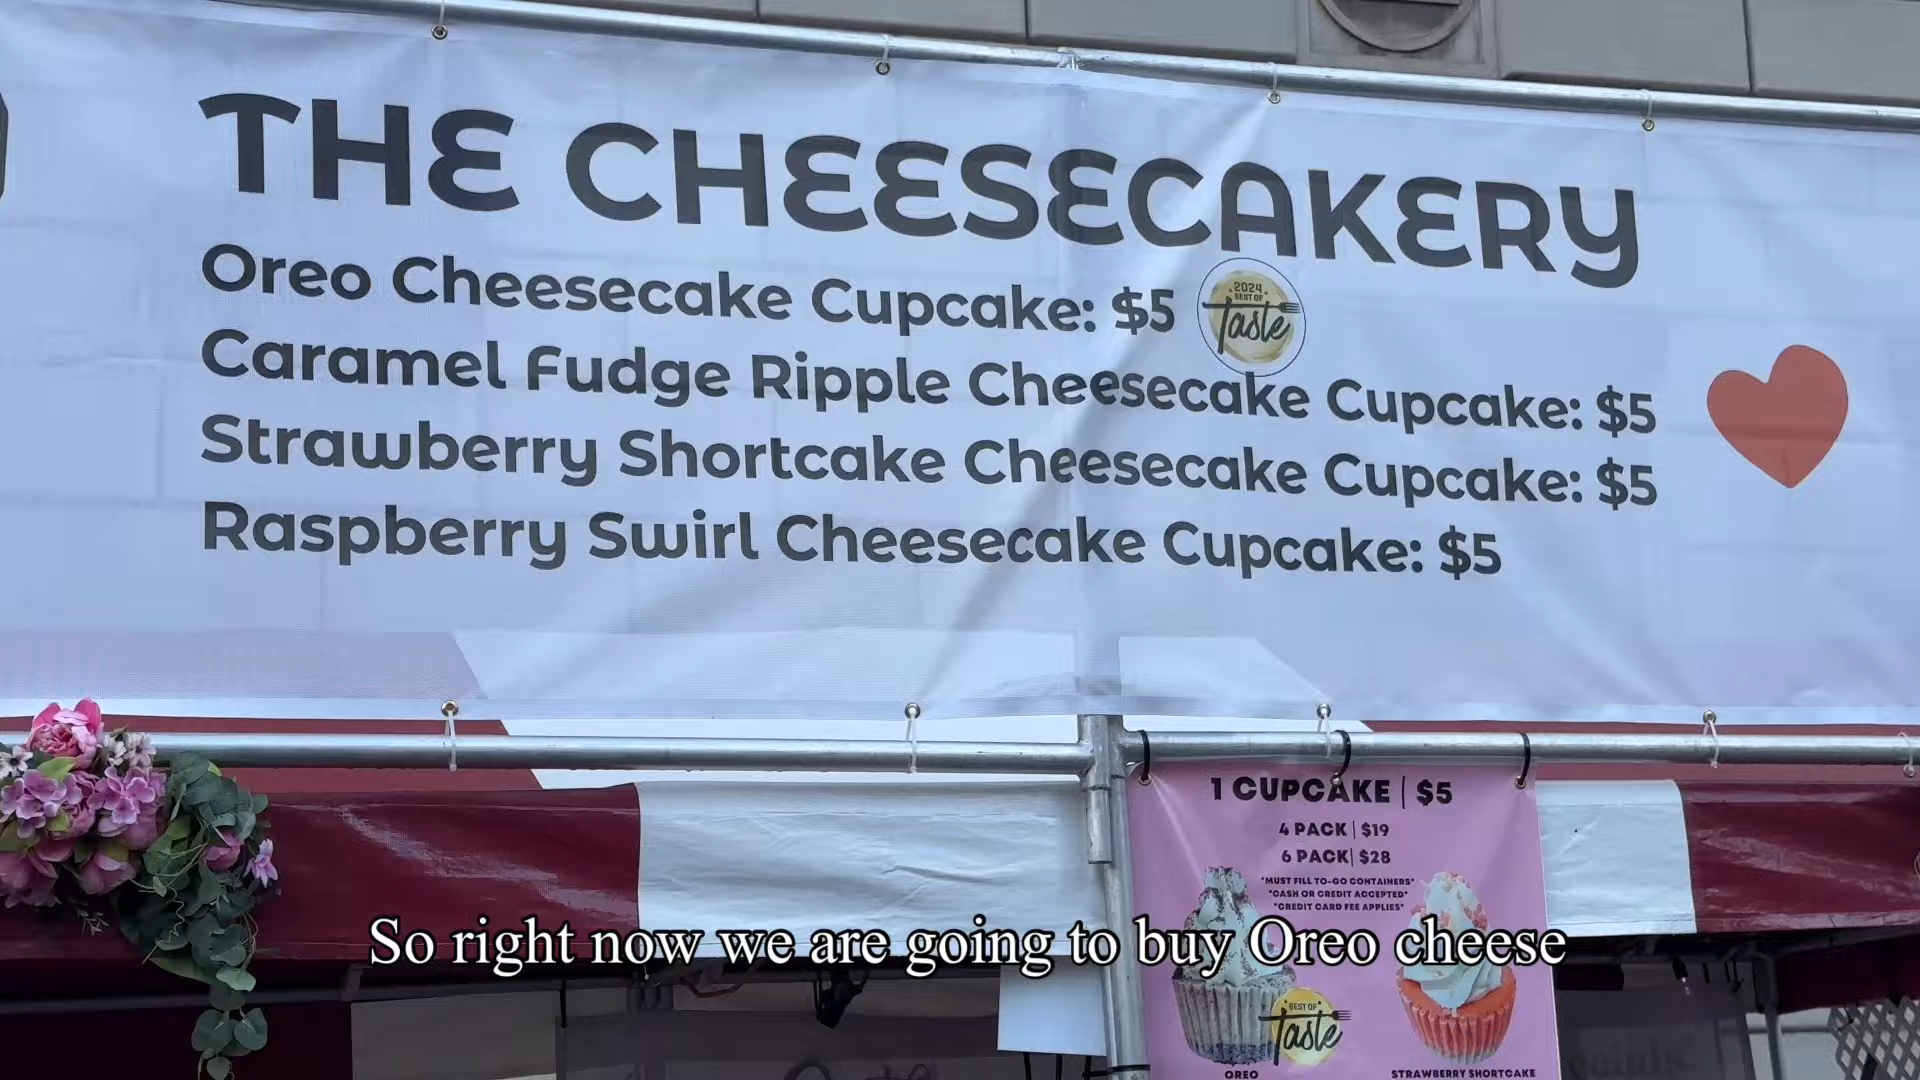 THE CHEESECAKERY
Oreo Cheesecake Cupcake: $5
2024
BEST OF
Taste
Caramel Fudge Ripple Cheesecake Cupcake: $5
Strawberry Shortcake Cheesecake Cupcake: $5
Raspberry Swirl Cheesecake Cupcake: $5
1 CUPCAKE | $5
4 PACK | $19
6 PACK | $28
*MUST FILL TO-GO CONTAINERS*
*CASH OR CREDIT ACCEPTED*
*CREDIT CARD FEE APPLIES*
So right now we are going to buy Oreo cheese
BEST OF
Taste
OREO
STRAWBERRY SHORTCAKE